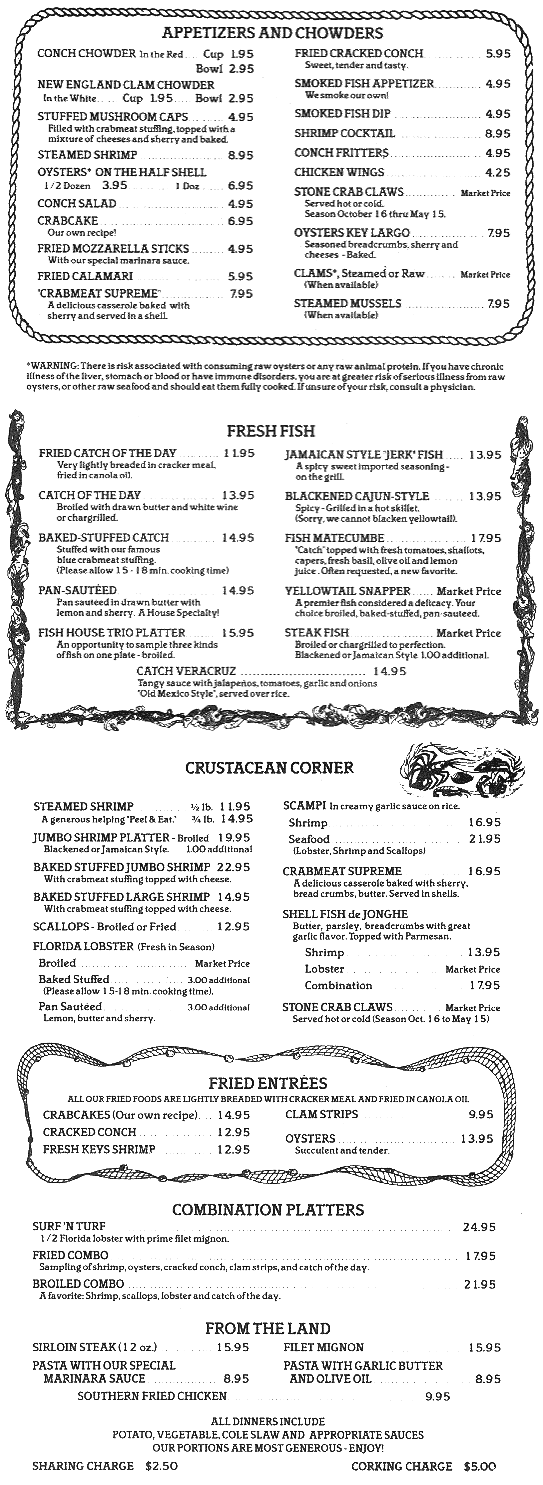 APPETIZERS AND CHOWDERS
CONCH CHOWDER In the Red .... Cup 1.95
Bowl 2.95
NEW ENGLAND CLAM CHOWDER
In the White ..... Cup 1.95 .... Bowl 2.95
STUFFED MUSHROOM CAPS ........ 4.95
Filled with crabmeat stuffing, topped with a
mixture of cheeses and sherry and baked.
STEAMED SHRIMP ........ 8.95
OYSTERS* ON THE HALF SHELL
1/2 Dozen 3.95 ........ 1 Doz ..... 6.95
CONCH SALAD ........ 4.95
CRABCAKE ........ 6.95
Our own recipe!
FRIED MOZZARELLA STICKS ........ 4.95
With our special marinara sauce.
FRIED CALAMARI ........ 5.95
"CRABMEAT SUPREME" ........ 7.95
A delicious casserole baked with
sherry and served in a shell.
FRIED CRACKED CONCH ........ 5.95
Sweet, tender and tasty.
SMOKED FISH APPETIZER ........ 4.95
We smoke our own!
SMOKED FISH DIP ........ 4.95
SHRIMP COCKTAIL ........ 8.95
CONCH FRITTERS ........ 4.95
CHICKEN WINGS ........ 4.25
STONE CRAB CLAWS ........ Market Price
Served hot or cold.
Season October 16 thru May 15.
OYSTERS KEY LARGO ........ 7.95
Seasoned breadcrumbs, sherry and
cheeses - Baked.
CLAMS*, Steamed or Raw ........ Market Price
(When available)
STEAMED MUSSELS ........ 7.95
(When available)
*WARNING: There is risk associated with consuming raw oysters or any raw animal protein. If you have chronic
illness of the liver, stomach or blood or have immune disorders, you are at greater risk of serious illness from raw
oysters, or other raw seafood and should eat them fully cooked. If unsure of your risk, consult a physician.
FRESH FISH
FRIED CATCH OF THE DAY ........ 11.95
Very lightly breaded in cracker meal,
fried in canola oil.
CATCH OF THE DAY ........ 13.95
Broiled with drawn butter and white wine
or chargrilled.
BAKED-STUFFED CATCH ........ 14.95
Stuffed with our famous
blue crabmeat stuffing.
(Please allow 15 - 18 min. cooking time)
PAN-SAUTÉED ........ 14.95
Pan sauteed in drawn butter with
lemon and sherry. A House Specialty!
FISH HOUSE TRIO PLATTER ........ 15.95
An opportunity to sample three kinds
of fish on one plate - broiled.
JAMAICAN STYLE "JERK" FISH .... 13.95
A spicy sweet imported seasoning -
on the grill.
BLACKENED CAJUN-STYLE ........ 13.95
Spicy - Grilled in a hot skillet.
(Sorry, we cannot blacken yellowtail).
FISH MATECUMBE ........ 17.95
"Catch" topped with fresh tomatoes, shallots,
capers, fresh basil, olive oil and lemon
juice. Often requested, a new favorite.
YELLOWTAIL SNAPPER ..... Market Price
A premier fish considered a delicacy. Your
choice broiled, baked-stuffed, pan-sauteed.
STEAK FISH ........ Market Price
Broiled or chargrilled to perfection.
Blackened or Jamaican Style 1.00 additional.
CATCH VERACRUZ ........ 14.95
Tangy sauce with jalapeños, tomatoes, garlic and onions
"Old Mexico Style", served over rice.
CRUSTACEAN CORNER
STEAMED SHRIMP ........ ½ lb. 11.95
A generous helping "Peel & Eat." ¾ lb. 14.95
JUMBO SHRIMP PLATTER - Broiled 19.95
Blackened or Jamaican Style. 1.00 additional
BAKED STUFFED JUMBO SHRIMP 22.95
With crabmeat stuffing topped with cheese.
BAKED STUFFED LARGE SHRIMP 14.95
With crabmeat stuffing topped with cheese.
SCALLOPS - Broiled or Fried ........ 12.95
FLORIDA LOBSTER (Fresh in Season)
Broiled ........ Market Price
Baked Stuffed ........ 3.00 additional
(Please allow 15-18 min. cooking time).
Pan Sautéed ........ 3.00 additional
Lemon, butter and sherry.
SCAMPI In creamy garlic sauce on rice.
Shrimp ........ 16.95
Seafood ........ 21.95
(Lobster, Shrimp and Scallops)
CRABMEAT SUPREME ........ 16.95
A delicious casserole baked with sherry,
bread crumbs, butter. Served in shells.
SHELL FISH de JONGHE
Butter, parsley, breadcrumbs with great
garlic flavor. Topped with Parmesan.
Shrimp ........ 13.95
Lobster ........ Market Price
Combination ........ 17.95
STONE CRAB CLAWS ........ Market Price
Served hot or cold (Season Oct. 16 to May 15)
FRIED ENTRÉES
ALL OUR FRIED FOODS ARE LIGHTLY BREADED WITH CRACKER MEAL AND FRIED IN CANOLA OIL
CRABCAKES (Our own recipe) ... 14.95
CRACKED CONCH ........ 12.95
FRESH KEYS SHRIMP ........ 12.95
CLAM STRIPS ........ 9.95
OYSTERS ........ 13.95
Succulent and tender.
COMBINATION PLATTERS
SURF 'N TURF ........ 24.95
1/2 Florida lobster with prime filet mignon.
FRIED COMBO ........ 17.95
Sampling of shrimp, oysters, cracked conch, clam strips, and catch of the day.
BROILED COMBO ........ 21.95
A favorite: Shrimp, scallops, lobster and catch of the day.
FROM THE LAND
SIRLOIN STEAK (12 oz.) ........ 15.95
PASTA WITH OUR SPECIAL
MARINARA SAUCE ........ 8.95
FILET MIGNON ........ 15.95
PASTA WITH GARLIC BUTTER
AND OLIVE OIL ........ 8.95
SOUTHERN FRIED CHICKEN ........ 9.95
ALL DINNERS INCLUDE
POTATO, VEGETABLE, COLE SLAW AND APPROPRIATE SAUCES
OUR PORTIONS ARE MOST GENEROUS - ENJOY!
SHARING CHARGE $2.50
CORKING CHARGE $5.00